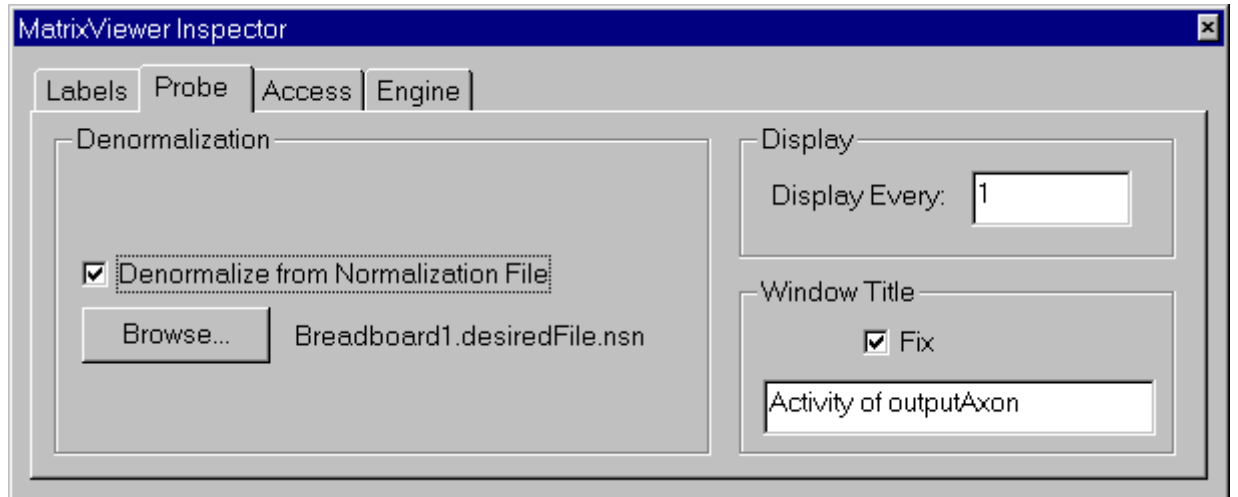 MatrixViewer Inspector
Labels Probe Access Engine
Denormalization
Denormalize from Normalization File
Browse... Breadboard1.desiredFile.nsn
Display
Display Every: 1
Window Title
Fix
Activity of outputAxon